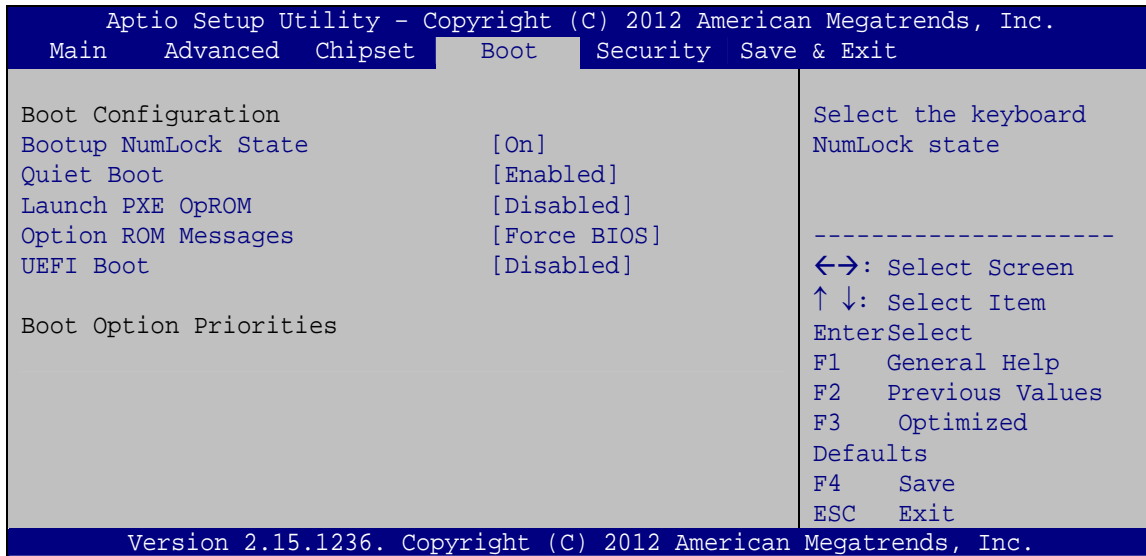 Aptio Setup Utility – Copyright (C) 2012 American Megatrends, Inc.
Main Advanced Chipset Boot Security Save & Exit
Boot Configuration
Bootup NumLock State [On]
Quiet Boot [Enabled]
Launch PXE OpROM [Disabled]
Option ROM Messages [Force BIOS]
UEFI Boot [Disabled]
Boot Option Priorities
Select the keyboard
NumLock state
---------------------
←→: Select Screen
↑ ↓: Select Item
EnterSelect
F1 General Help
F2 Previous Values
F3 Optimized
Defaults
F4 Save
ESC Exit
Version 2.15.1236. Copyright (C) 2012 American Megatrends, Inc.